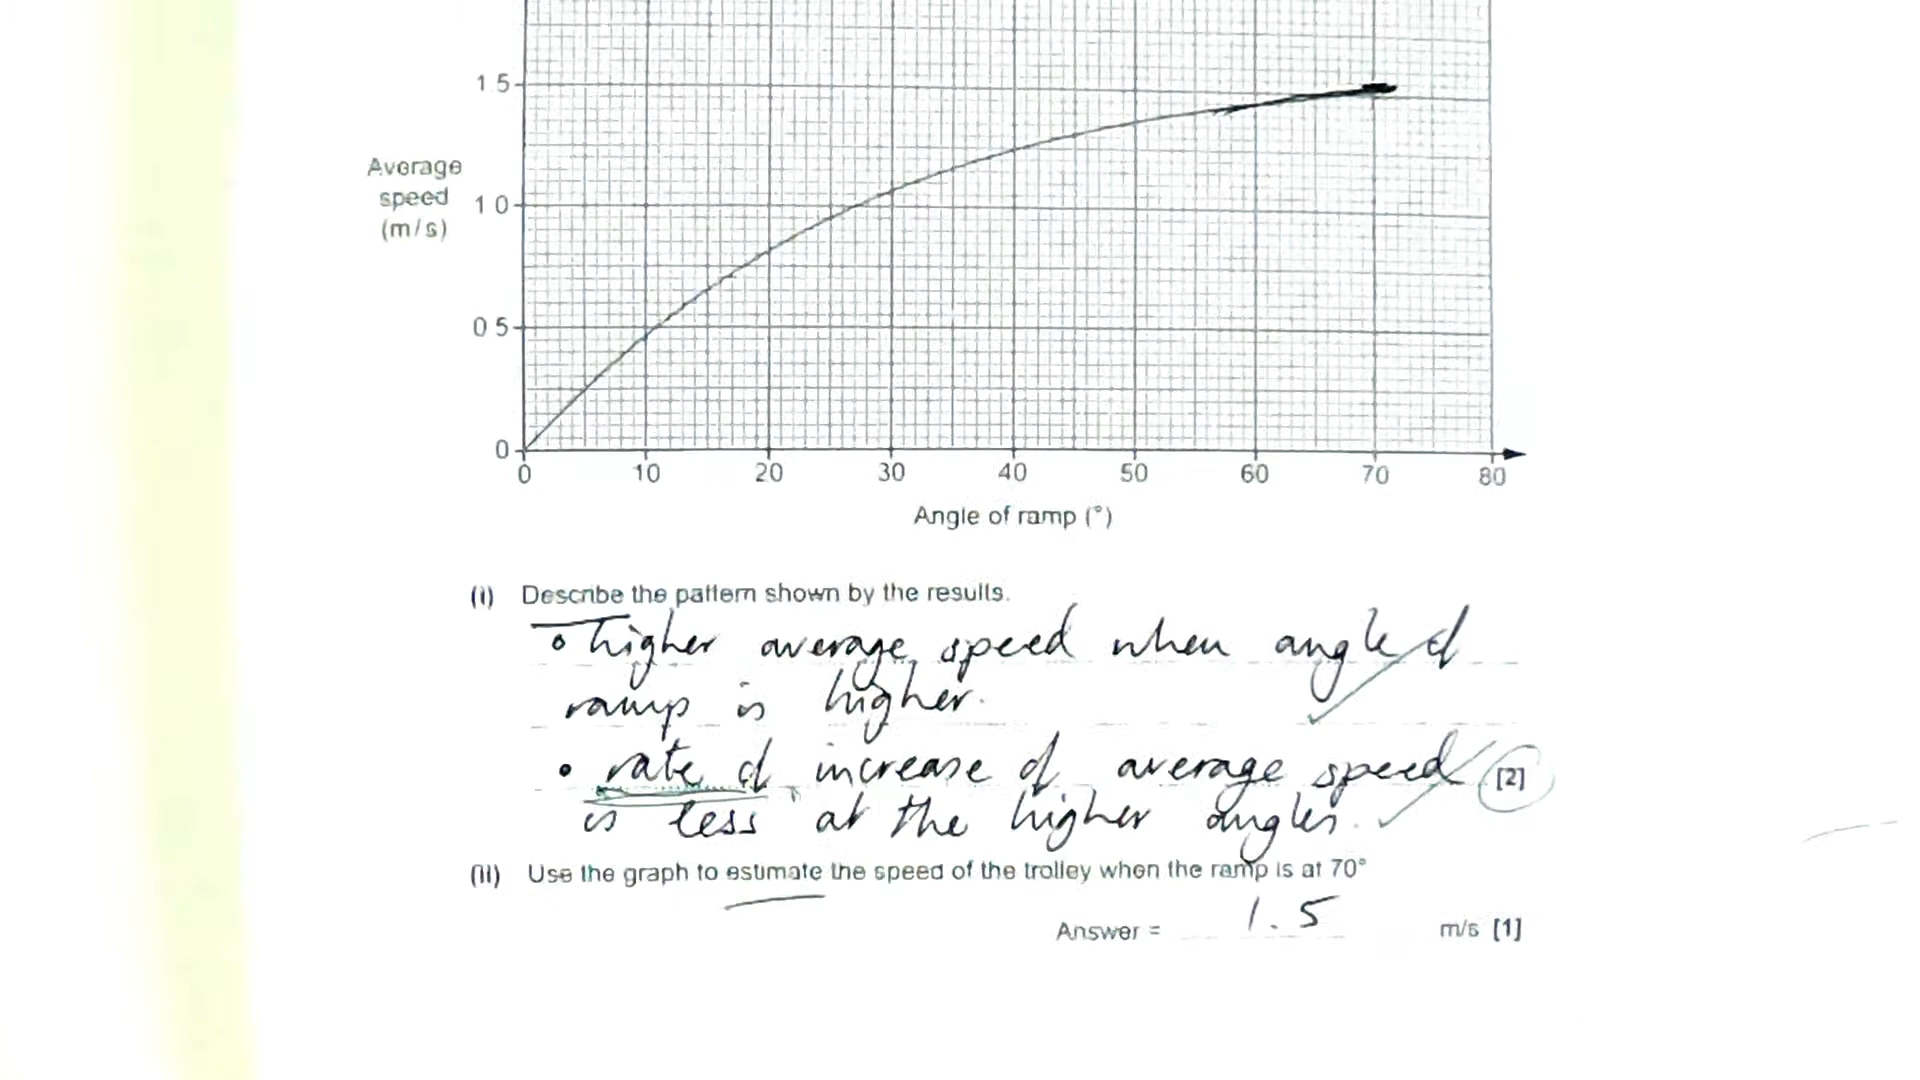 1.5
Average
speed
(m/s)
1 0
0 5
0
0 10 20 30 40 50 60 70 80
Angle of ramp (°)
(i) Describe the pattern shown by the results.
• higher average speed when angle of
ramp is higher.
• rate of increase of average speed [2]
is less at the higher angles.
(ii) Use the graph to estimate the speed of the trolley when the ramp is at 70°
Answer = 1.5 m/s [1]